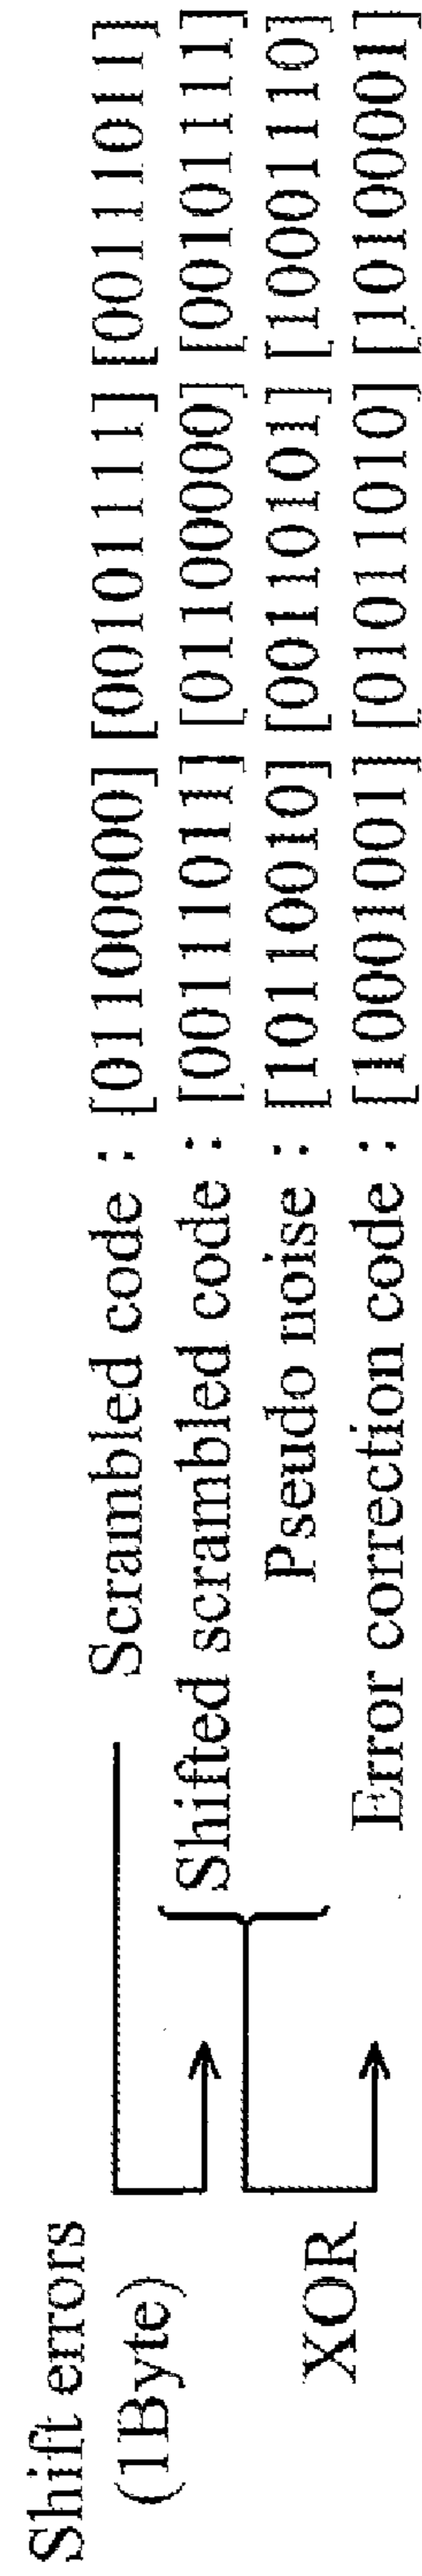 Shift errors
(1Byte)
Scrambled code : [01100000] [00101111] [00111011]
Shifted scrambled code : [00111011] [01100000] [00101111]
XOR
Pseudo noise : [10110010] [00110101] [10001110]
Error correction code : [10001001] [01011010] [10100001]